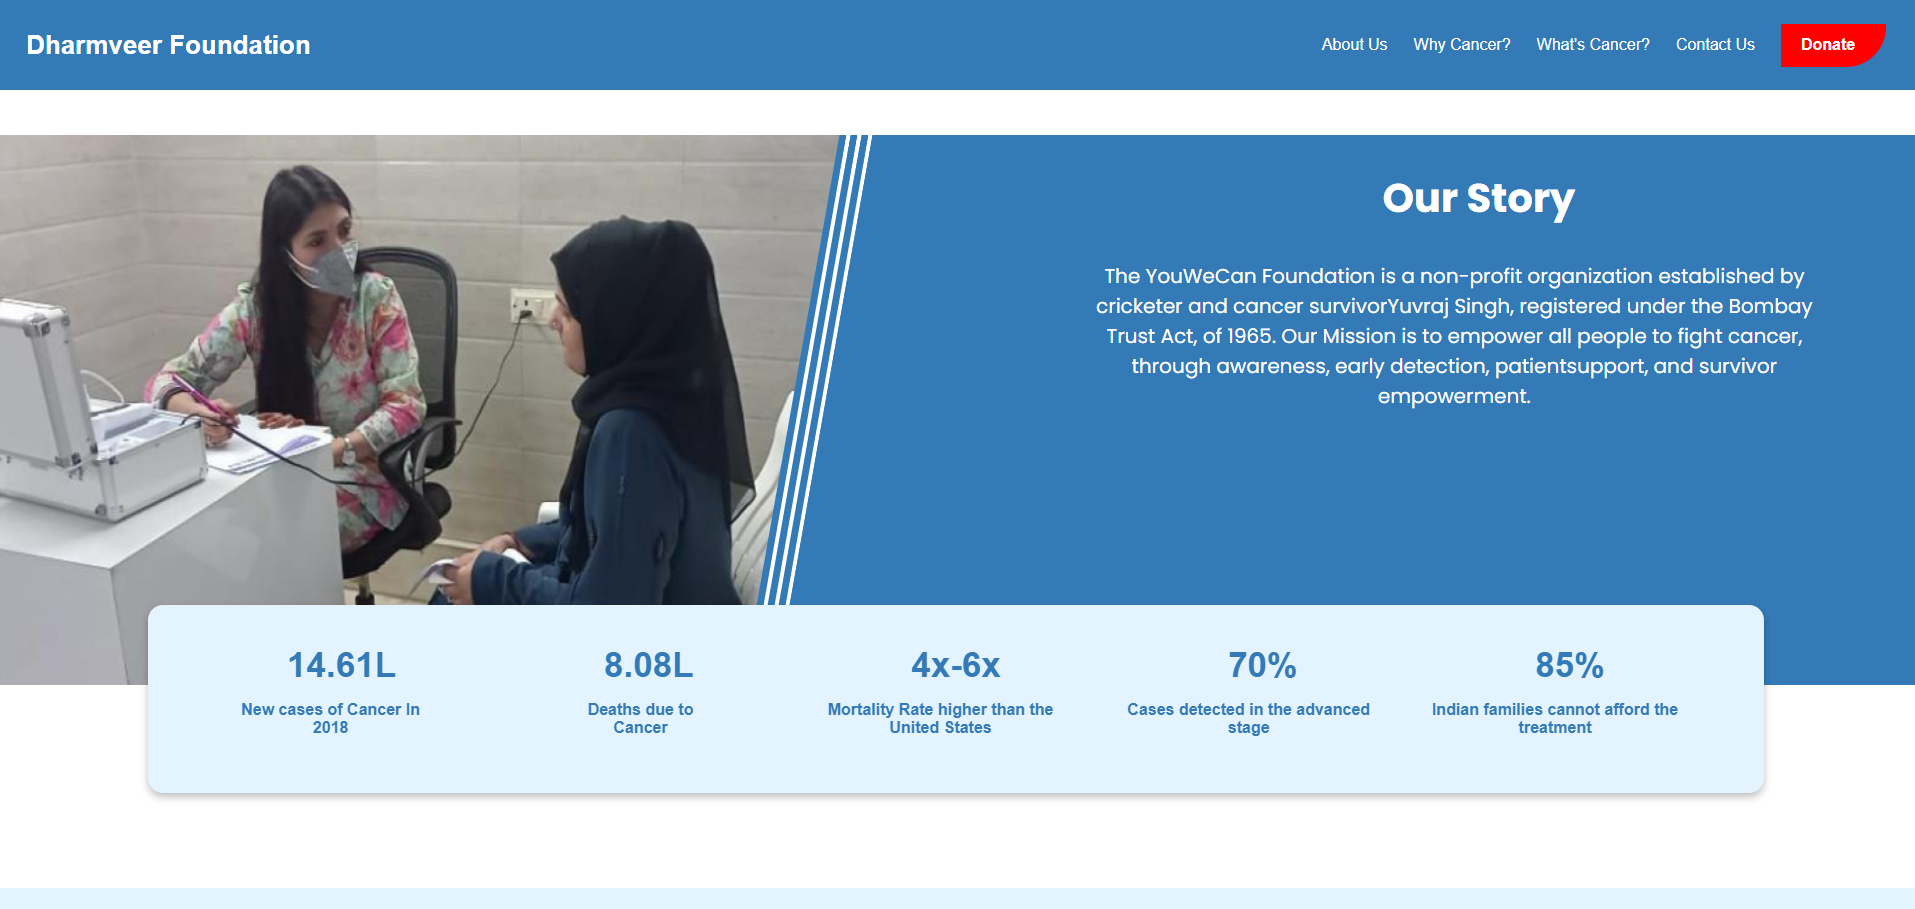 Dharmveer Foundation
About Us
Why Cancer?
What's Cancer?
Contact Us
Donate
Our Story
The YouWeCan Foundation is a non-profit organization established by
cricketer and cancer survivorYuvraj Singh, registered under the Bombay
Trust Act, of 1965. Our Mission is to empower all people to fight cancer,
through awareness, early detection, patientsupport, and survivor
empowerment.
14.61L
New cases of Cancer In
2018
8.08L
Deaths due to
Cancer
4x-6x
Mortality Rate higher than the
United States
70%
Cases detected in the advanced
stage
85%
Indian families cannot afford the
treatment